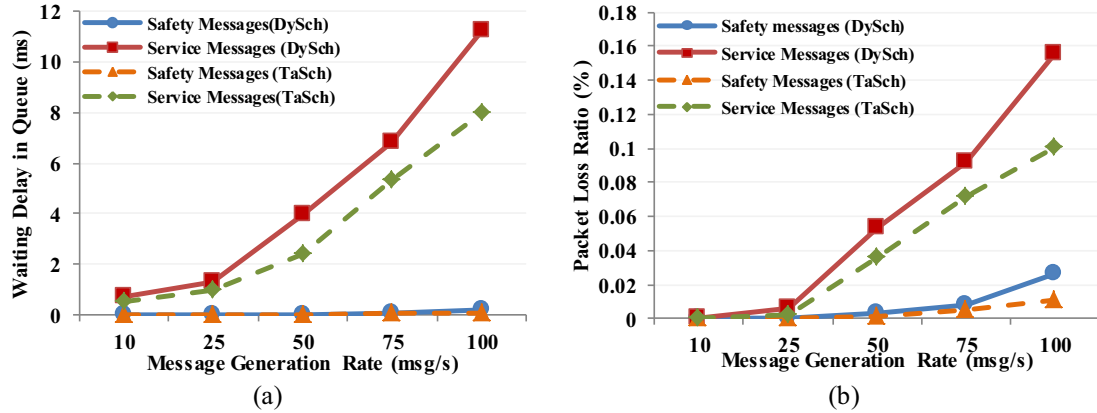 12
10
8
6
4
2
0
Waiting Delay in Queue (ms)
Safety Messages(DySch)
Service Messages (DySch)
Safety Messages (TaSch)
Service Messages(TaSch)
10 25 50 75 100
Message Generation Rate (msg/s)
(a)
0.18
0.16
0.14
0.12
0.1
0.08
0.06
0.04
0.02
0
Packet Loss Ratio (%)
Safety messages (DySch)
Service Messages (DySch)
Safety Messages (TaSch)
Service Messages (TaSch)
10 25 50 75 100
Message Generation Rate (msg/s)
(b)